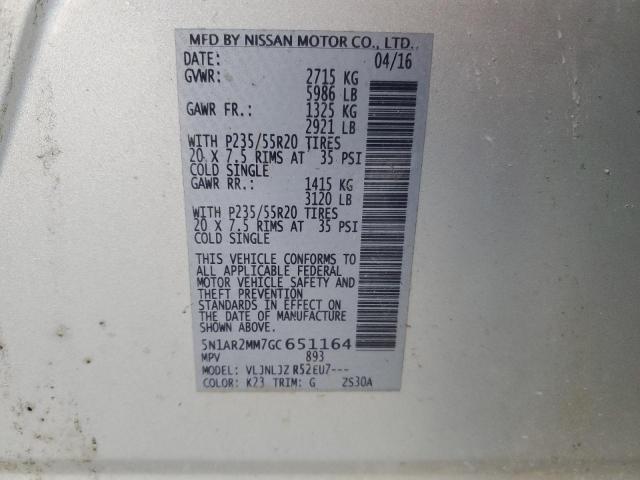 MFD BY NISSAN MOTOR CO., LTD.
DATE: 04/16
GVWR: 2715 KG
5986 LB
GAWR FR.: 1325 KG
2921 LB
WITH P235/55R20 TIRES
20 X 7.5 RIMS AT 35 PSI
COLD SINGLE
GAWR RR.: 1415 KG
3120 LB
WITH P235/55R20 TIRES
20 X 7.5 RIMS AT 35 PSI
COLD SINGLE
THIS VEHICLE CONFORMS TO
ALL APPLICABLE FEDERAL
MOTOR VEHICLE SAFETY AND
THEFT PREVENTION
STANDARDS IN EFFECT ON
THE DATE OF MANUFACTURE
SHOWN ABOVE.
5N1AR2MM7GC651164
MPV 893
MODEL: VLJNLJZ R52EU7---
COLOR: K23 TRIM: G ZS30A